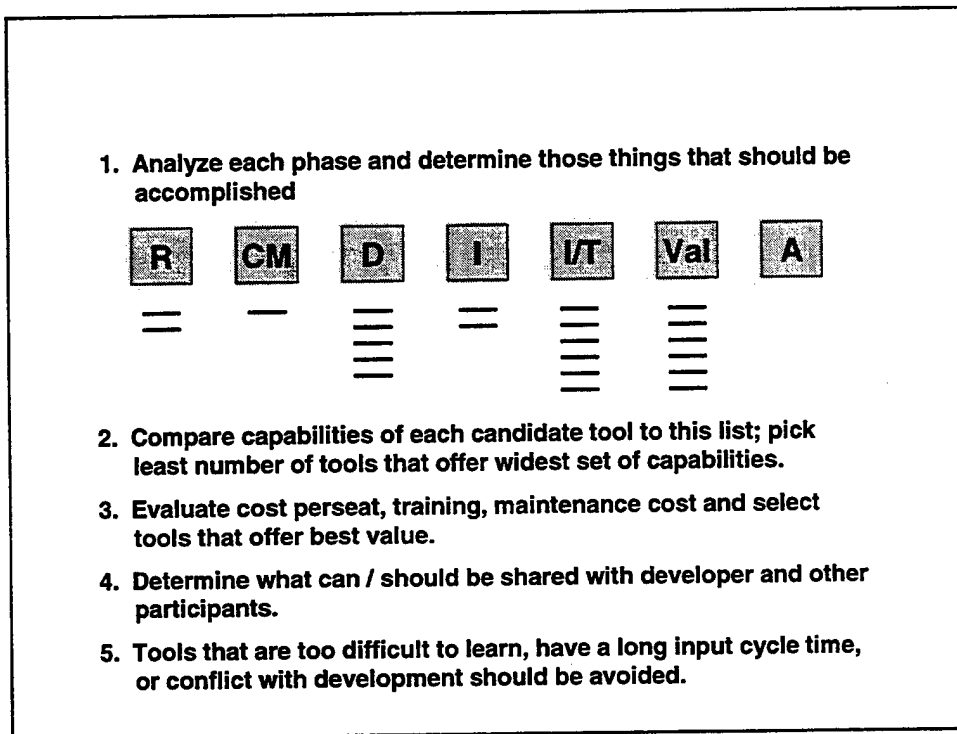 1. Analyze each phase and determine those things that should be
accomplished
R CM D I I/T Val A
2. Compare capabilities of each candidate tool to this list; pick
least number of tools that offer widest set of capabilities.
3. Evaluate cost perseat, training, maintenance cost and select
tools that offer best value.
4. Determine what can / should be shared with developer and other
participants.
5. Tools that are too difficult to learn, have a long input cycle time,
or conflict with development should be avoided.